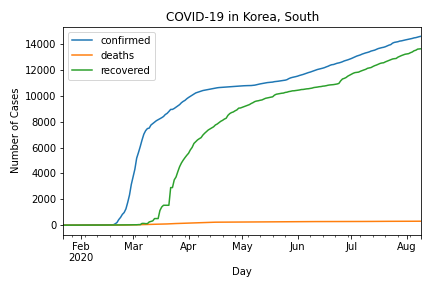 COVID-19 in Korea, South
confirmed
deaths
recovered
14000
12000
10000
8000
6000
4000
2000
0
Number of Cases
Feb Mar Apr May Jun Jul Aug
2020
Day